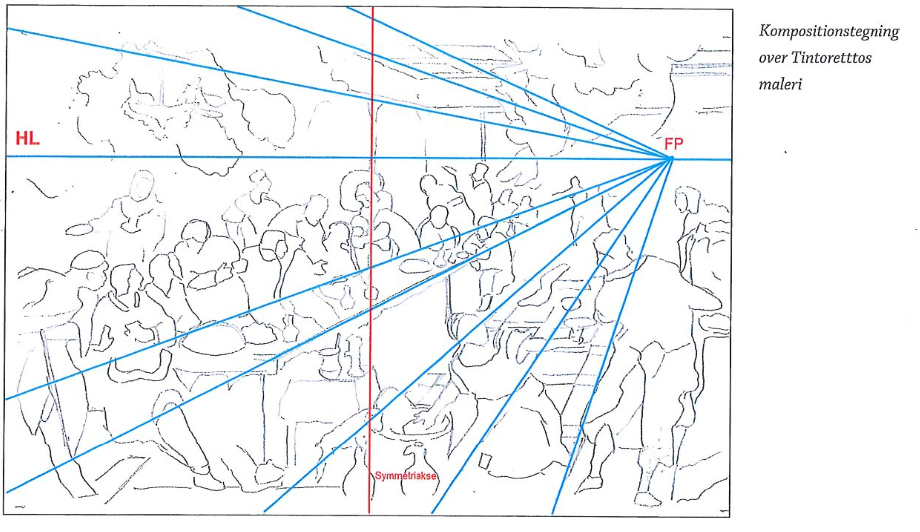 Kompositionstegning
over Tintoretttos
maleri
HL
FP
Symmetriakse